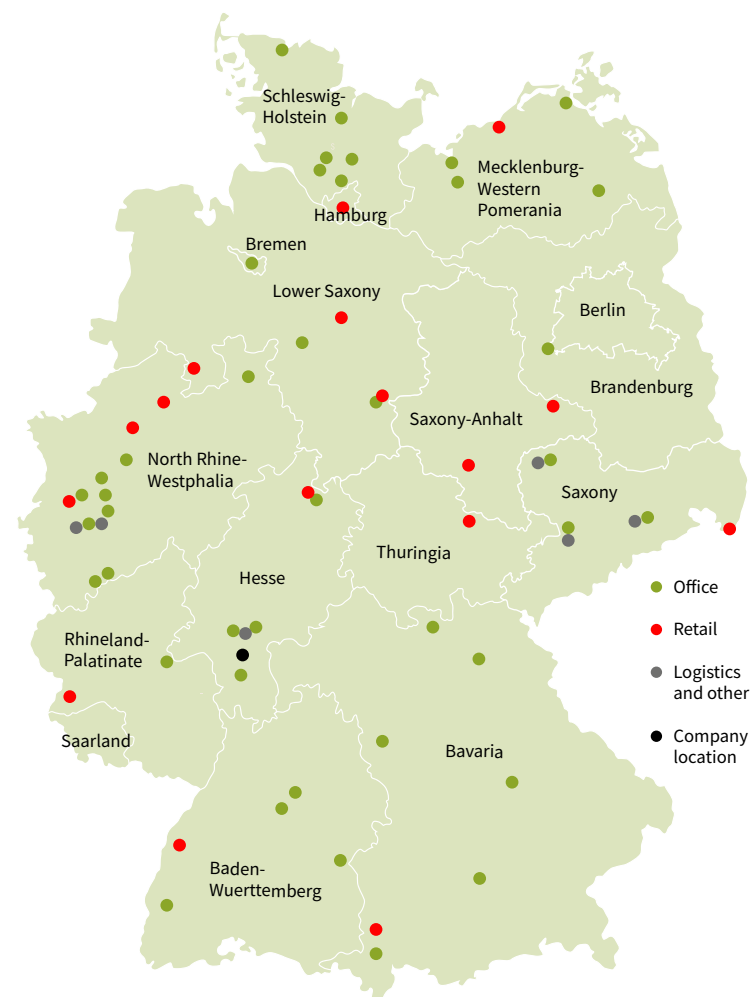 Schleswig-
Holstein
Mecklenburg-
Western
Pomerania
Hamburg
Bremen
Lower Saxony
Berlin
Brandenburg
Saxony-Anhalt
North Rhine-
Westphalia
Saxony
Thuringia
Hesse
Rhineland-
Palatinate
Saarland
Bavaria
Baden-
Wuerttemberg
Office
Retail
Logistics
and other
Company
location